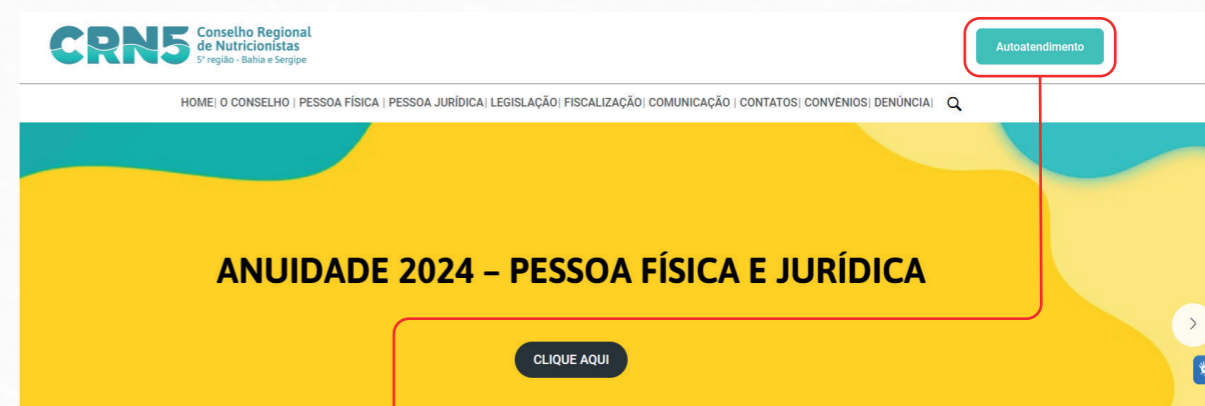 CRN5
Conselho Regional
de Nutricionistas
5ª região - Bahia e Sergipe
Autoatendimento
HOME| O CONSELHO | PESSOA FÍSICA | PESSOA JURÍDICA| LEGISLAÇÃO| FISCALIZAÇÃO| COMUNICAÇÃO | CONTATOS| CONVÊNIOS| DENÚNCIA|
ANUIDADE 2024 – PESSOA FÍSICA E JURÍDICA
CLIQUE AQUI